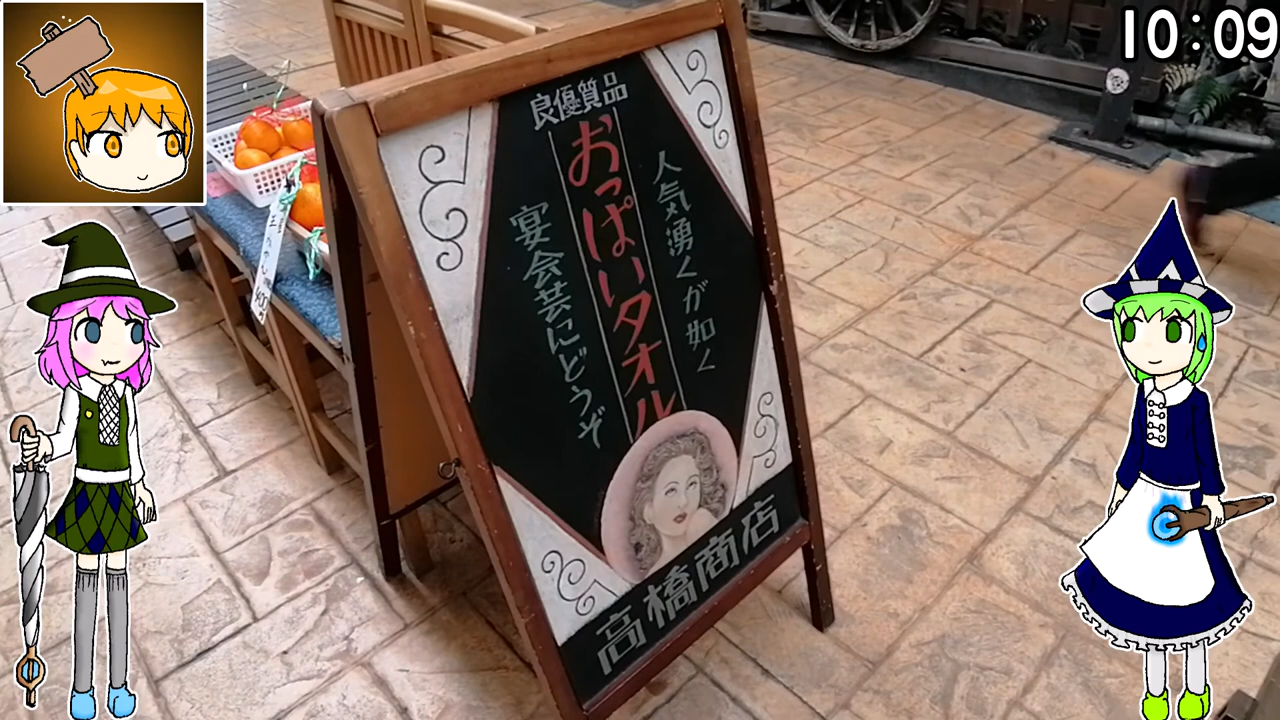 10:09
良優質品
人気湧くが如く
おっぱいタオル
宴会芸にどうぞ
高橋商店